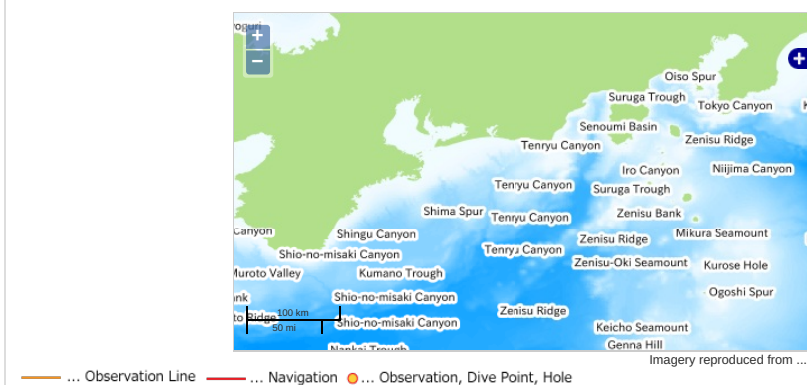 +
−
+
Oiso Spur
Suruga Trough
Tokyo Canyon
Senoumi Basin
Zenisu Ridge
Tenryu Canyon
Iro Canyon
Niijima Canyon
Tenyu Canyon
Suruga Trough
Shima Spur
Tenryu Canyon
Zenisu Bank
Canyon
Shingu Canyon
Zenisu Ridge
Mikura Seamount
Shio-no-misaki Canyon
Tenryu Canyon
Zenisu-Oki Seamount
Kurose Hole
Muroto Valley
Kumano Trough
Ogoshi Spur
Shio-no-misaki Canyon
Zenisu Ridge
100 km
to Ridge
50 mi
Shio-no-misaki Canyon
Keicho Seamount
Genna Hill
Nankai Trough
Imagery reproduced from ...
... Observation Line ... Navigation ... Observation, Dive Point, Hole